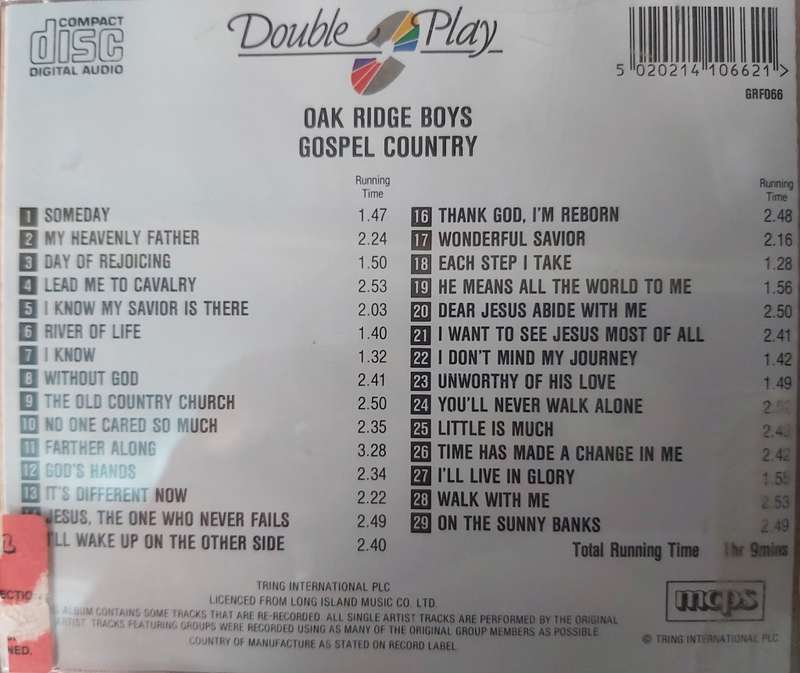 COMPACT
disc
DIGITAL AUDIO
Double Play
5 020214 106621 >
GRF066
OAK RIDGE BOYS
GOSPEL COUNTRY
Running
Time
1 SOMEDAY 1.47
2 MY HEAVENLY FATHER 2.24
3 DAY OF REJOICING 1.50
4 LEAD ME TO CAVALRY 2.53
5 I KNOW MY SAVIOR IS THERE 2.03
6 RIVER OF LIFE 1.40
7 I KNOW 1.32
8 WITHOUT GOD 2.41
9 THE OLD COUNTRY CHURCH 2.50
10 NO ONE CARED SO MUCH 2.35
11 FARTHER ALONG 3.28
12 GOD'S HANDS 2.34
13 IT'S DIFFERENT NOW 2.22
JESUS, THE ONE WHO NEVER FAILS 2.49
I'LL WAKE UP ON THE OTHER SIDE 2.40
Running
Time
16 THANK GOD, I'M REBORN 2.48
17 WONDERFUL SAVIOR 2.16
18 EACH STEP I TAKE 1.28
19 HE MEANS ALL THE WORLD TO ME 1.56
20 DEAR JESUS ABIDE WITH ME 2.50
21 I WANT TO SEE JESUS MOST OF ALL 2.41
22 I DON'T MIND MY JOURNEY 1.42
23 UNWORTHY OF HIS LOVE 1.49
24 YOU'LL NEVER WALK ALONE
25 LITTLE IS MUCH
26 TIME HAS MADE A CHANGE IN ME 2.42
27 I'LL LIVE IN GLORY 1.55
28 WALK WITH ME 2.53
29 ON THE SUNNY BANKS 2.49
Total Running Time 1hr 9mins
TRING INTERNATIONAL PLC
LICENCED FROM LONG ISLAND MUSIC CO. LTD.
ALBUM CONTAINS SOME TRACKS THAT ARE RE-RECORDED. ALL SINGLE ARTIST TRACKS ARE PERFORMED BY THE ORIGINAL
ARTIST. TRACKS FEATURING GROUPS WERE RECORDED USING AS MANY OF THE ORIGINAL GROUP MEMBERS AS POSSIBLE
COUNTRY OF MANUFACTURE AS STATED ON RECORD LABEL.
mcps
© TRING INTERNATIONAL PLC